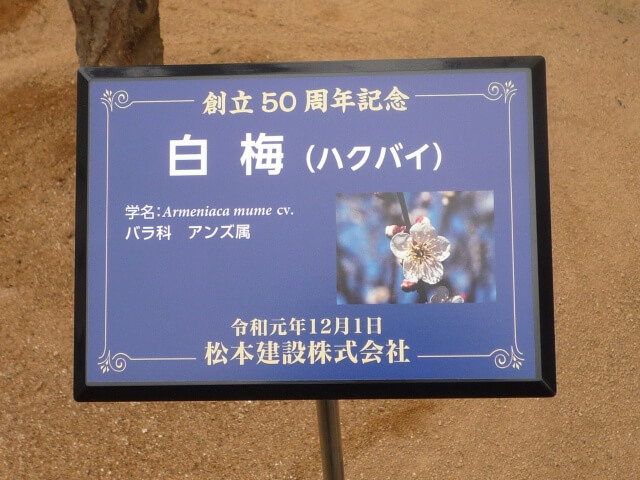 創立50周年記念
白梅（ハクバイ）
学名：Armeniaca mume cv.
バラ科　アンズ属
令和元年12月1日
松本建設株式会社